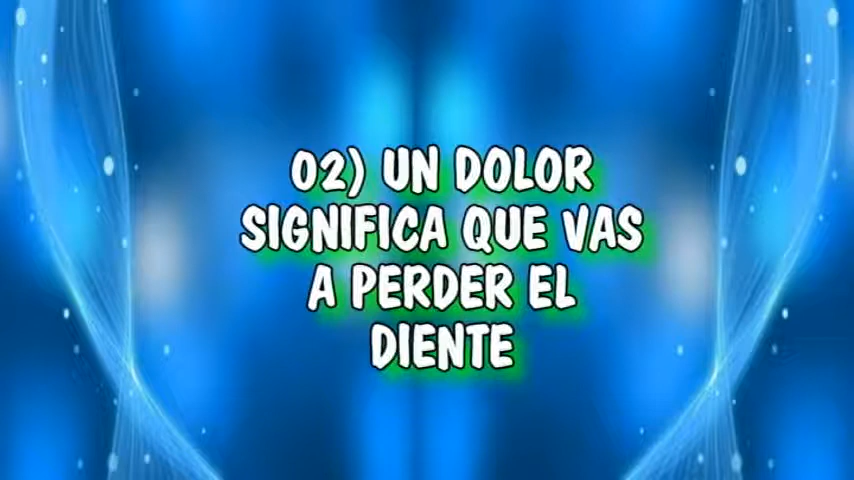 02) UN DOLOR
SIGNIFICA QUE VAS
A PERDER EL
DIENTE